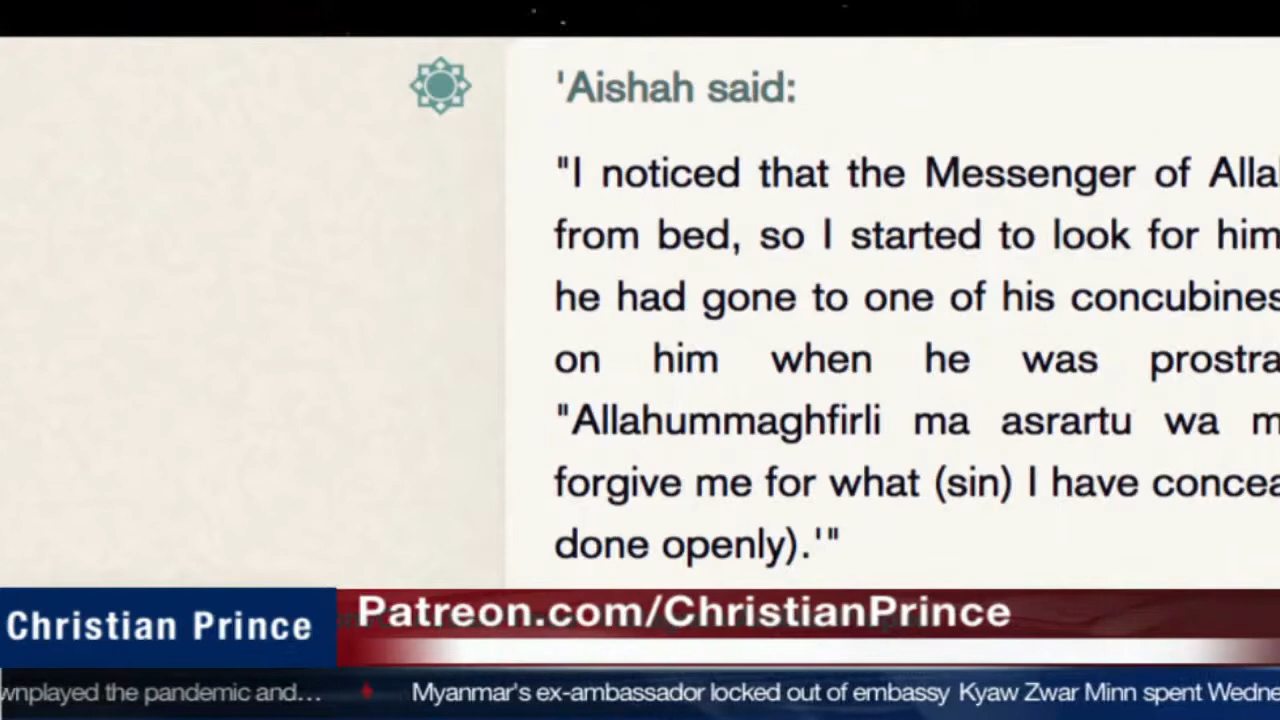 'Aishah said:
"I noticed that the Messenger of Alla
from bed, so I started to look for him
he had gone to one of his concubines
on him when he was prostra
"Allahummaghfirli ma asrartu wa m
forgive me for what (sin) I have concea
done openly).'"
Christian Prince
Patreon.com/ChristianPrince
wnplayed the pandemic and... Myanmar's ex-ambassador locked out of embassy Kyaw Zwar Minn spent Wedne